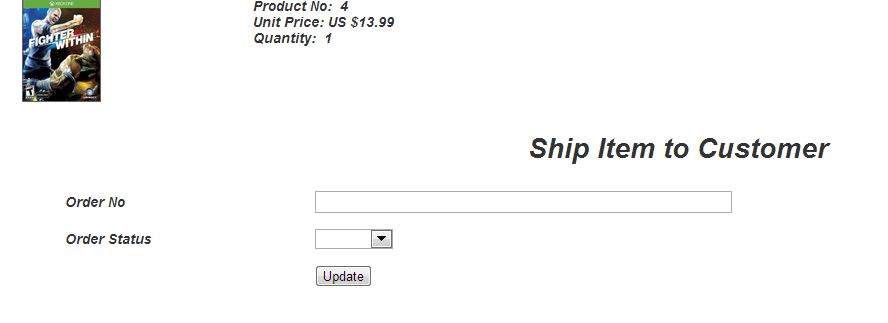 XBOX ONE
FIGHTER
WITHIN
Product No: 4
Unit Price: US $13.99
Quantity: 1
Ship Item to Customer
Order No
Order Status
Update